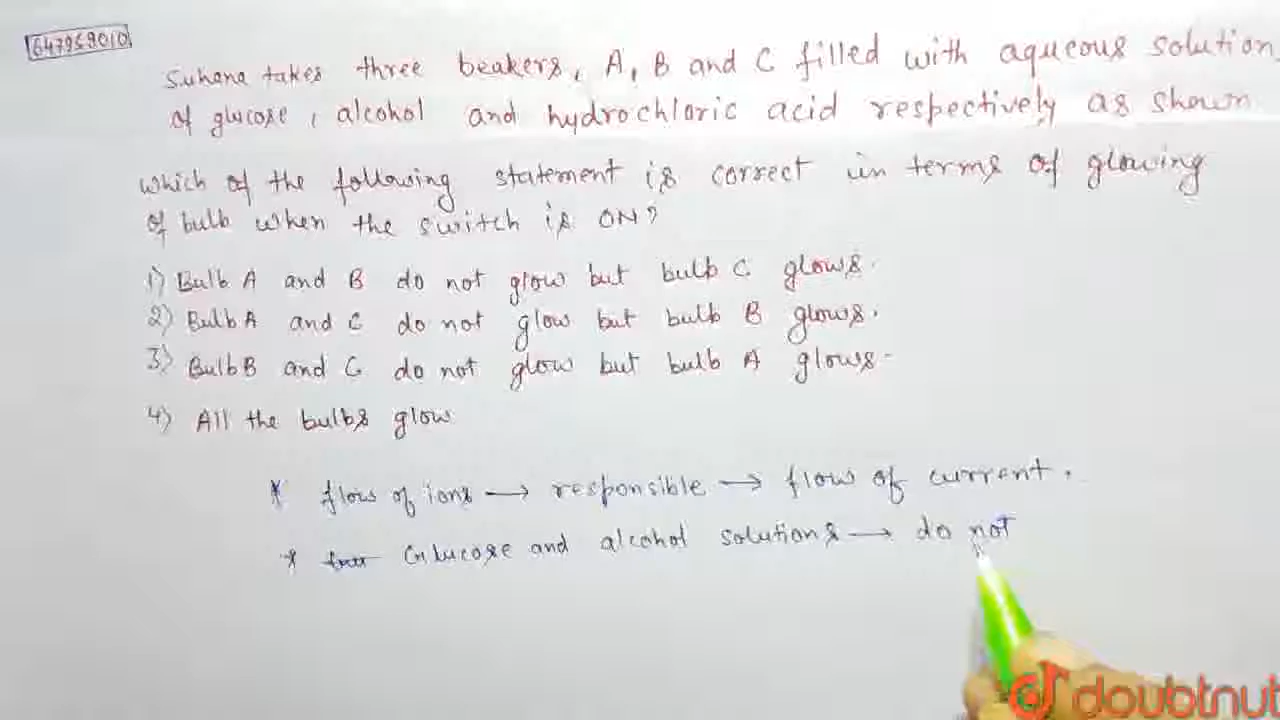 647959010
Suhana takes three beakers, A, B and C filled with aqueous solution
of glucose, alcohol and hydrochloric acid respectively as shown
which of the following statement is correct in terms of glowing
of bulb when the switch is ON?
1) Bulb A and B do not glow but bulb C glows.
2) Bulb A and C do not glow but bulb B glows.
3) Bulb B and C do not glow but bulb A glows.
4) All the bulbs glow
* flow of ions → responsible → flow of current.
* Glucose and alcohol solutions → do not
doubtnut